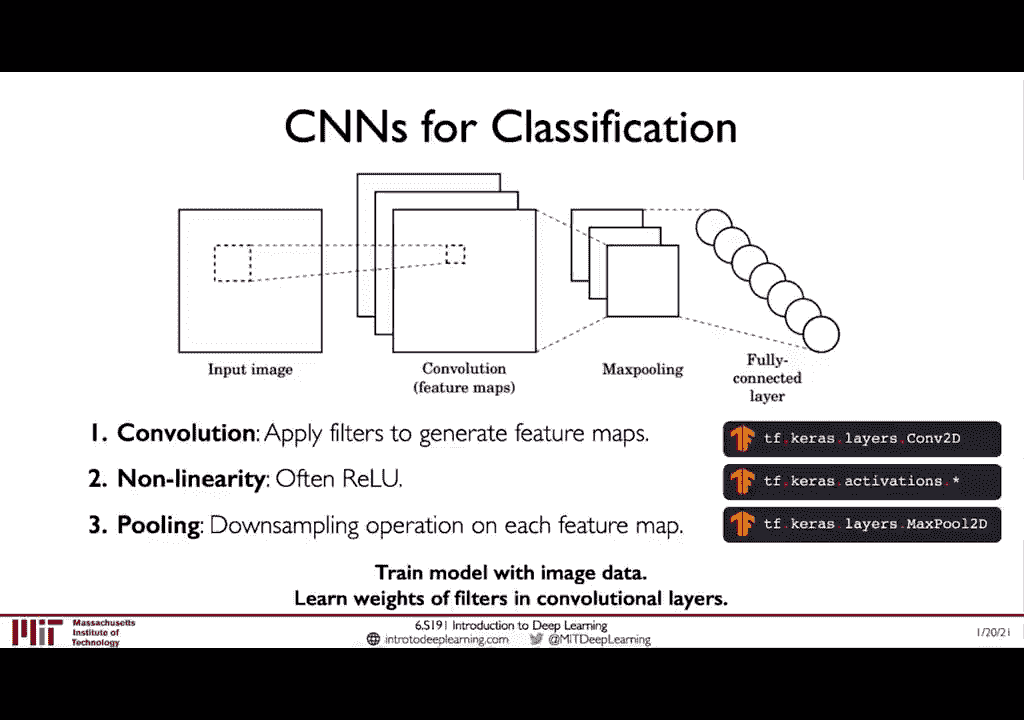 CNNs for Classification
Input image
Convolution
(feature maps)
Maxpooling
Fully-
connected
layer
1. Convolution: Apply filters to generate feature maps.
tf.keras.layers.Conv2D
2. Non-linearity: Often ReLU.
tf.keras.activations.*
3. Pooling: Downsampling operation on each feature map.
tf.keras.layers.MaxPool2D
Train model with image data.
Learn weights of filters in convolutional layers.
MIT
Massachusetts
Institute of
Technology
6.S191 Introduction to Deep Learning
introtodeeplearning.com @MITDeepLearning
1/20/21